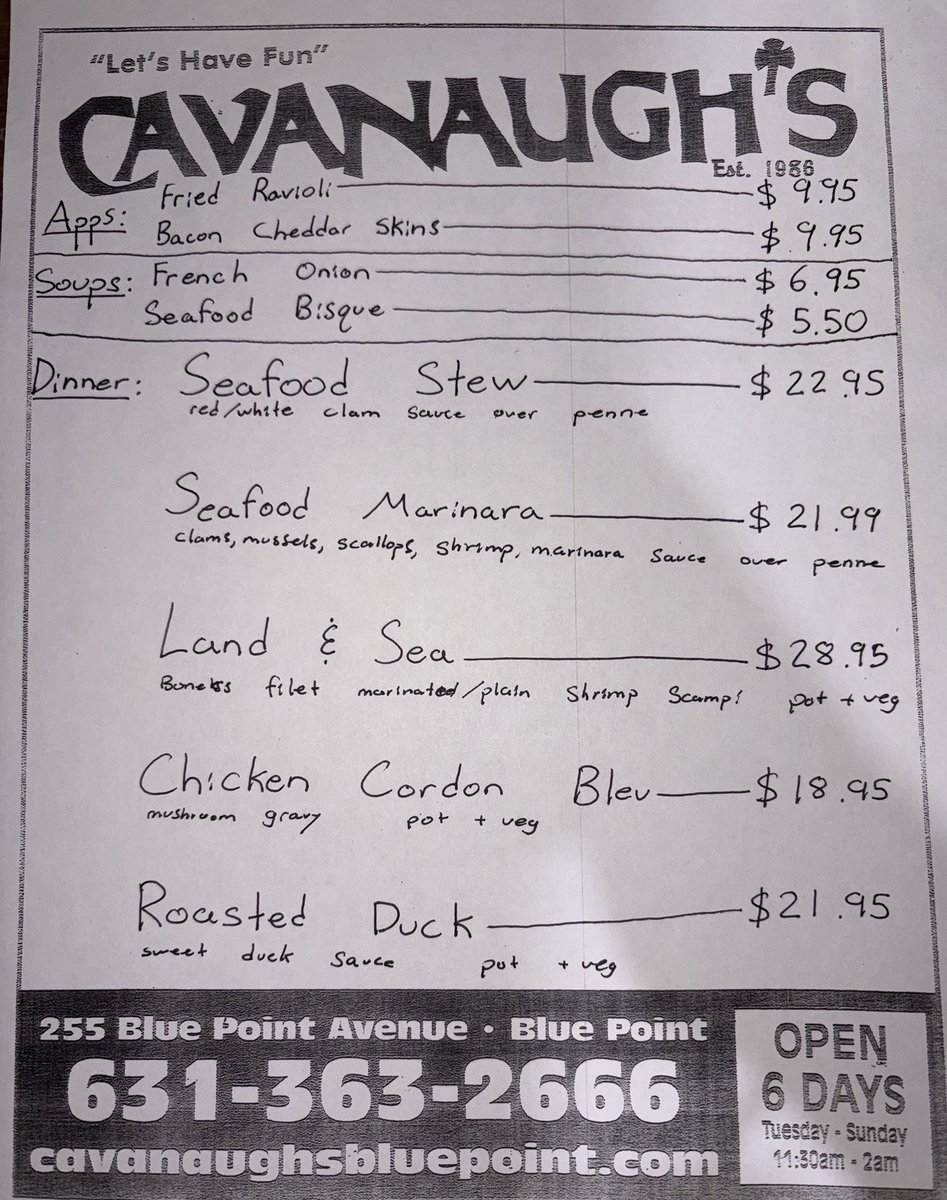 "Let's Have Fun"
CAVANAUGH'S
Est. 1986
Apps: Fried Ravioli $ 9.95
Bacon Cheddar Skins $ 9.95
Soups: French Onion $ 6.95
Seafood Bisque $ 5.50
Dinner: Seafood Stew $ 22.95
red/white clam sauce over penne
Seafood Marinara $ 21.99
clams, mussels, scallops, shrimp, marinara sauce over penne
Land & Sea $ 28.95
Boneless filet marinated/plain Shrimp Scampi pot + veg
Chicken Cordon Bleu $ 18.95
mushroom gravy pot + veg
Roasted Duck $21.95
sweet duck sauce pot + veg
255 Blue Point Avenue • Blue Point
631-363-2666
cavanaughsbluepoint.com
OPEN
6 DAYS
Tuesday - Sunday
11:30am - 2am